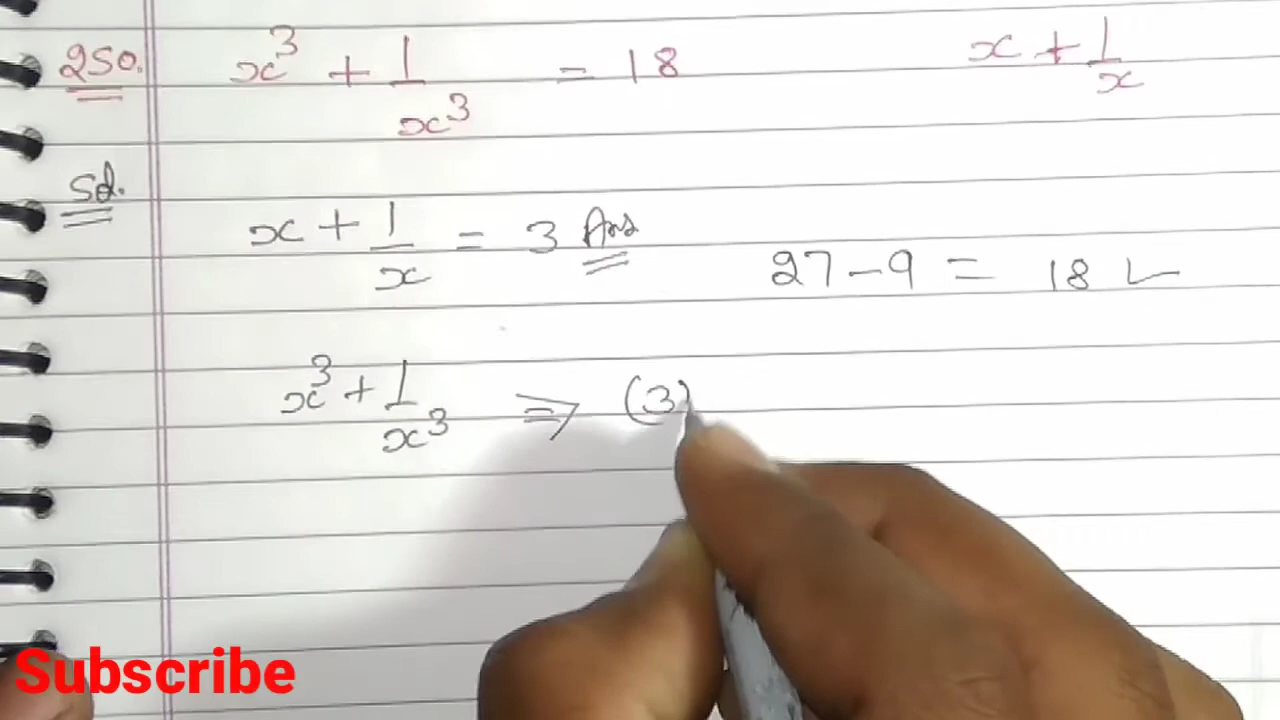 250. x³ + 1/x³ = 18 x + 1/x
Sol.
x + 1/x = 3 Ans
27 - 9 = 18 ✓
x³ + 1/x³ ⇒ (3)
Subscribe